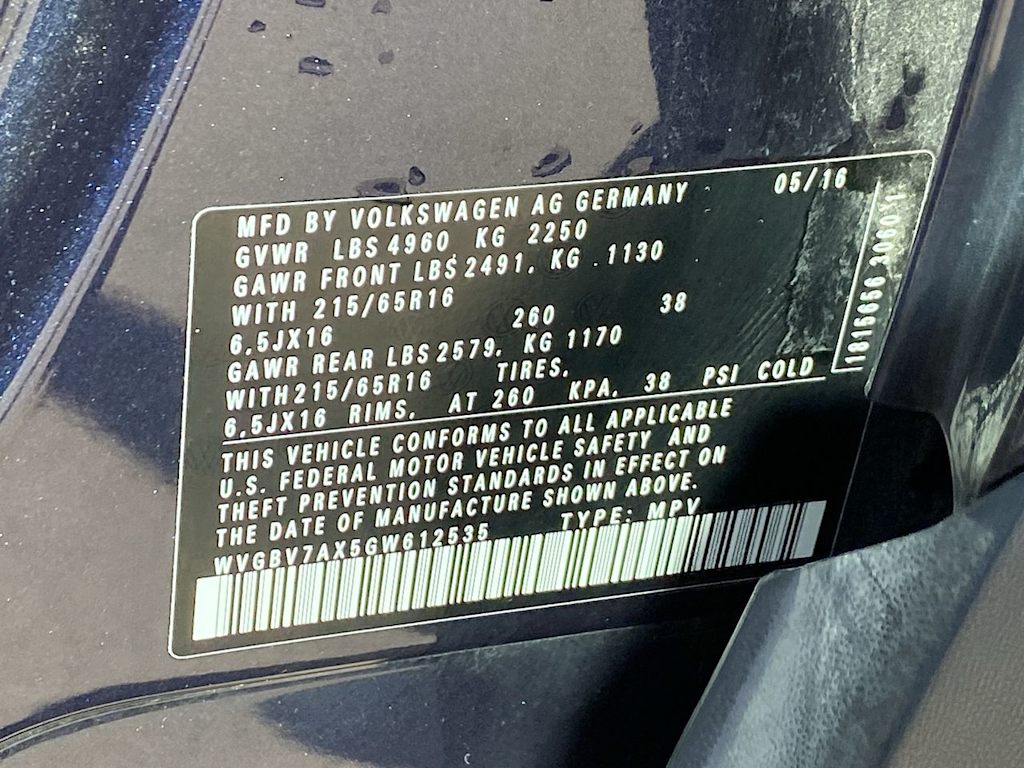 MFD BY VOLKSWAGEN AG GERMANY 05/16
GVWR LBS 4960 KG 2250
GAWR FRONT LBS 2491. KG 1130
WITH 215/65R16
6.5JX16 260 38
GAWR REAR LBS 2579. KG 1170
WITH 215/65R16 TIRES.
6.5JX16 RIMS. AT 260 KPA. 38 PSI COLD
THIS VEHICLE CONFORMS TO ALL APPLICABLE
U.S. FEDERAL MOTOR VEHICLE SAFETY AND
THEFT PREVENTION STANDARDS IN EFFECT ON
THE DATE OF MANUFACTURE SHOWN ABOVE.
WVGBV7AX5GW612535 TYPE: MPV